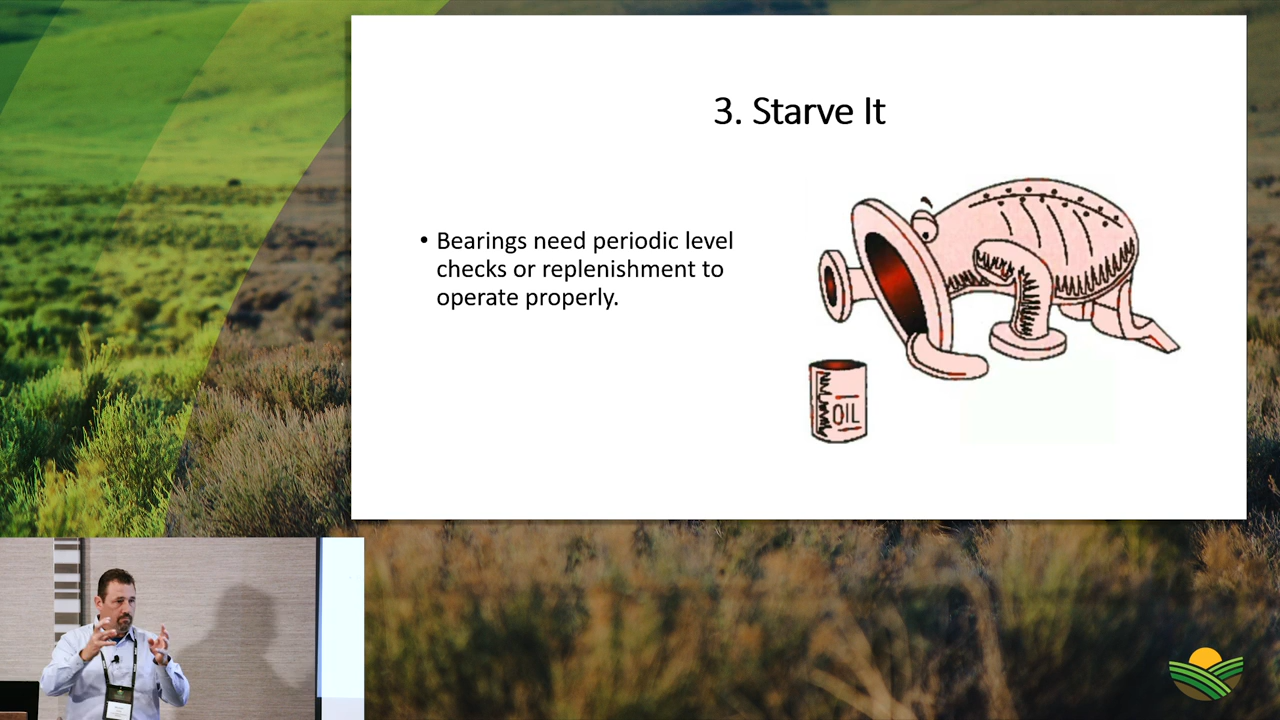 3. Starve It
• Bearings need periodic level
checks or replenishment to
operate properly.
OIL